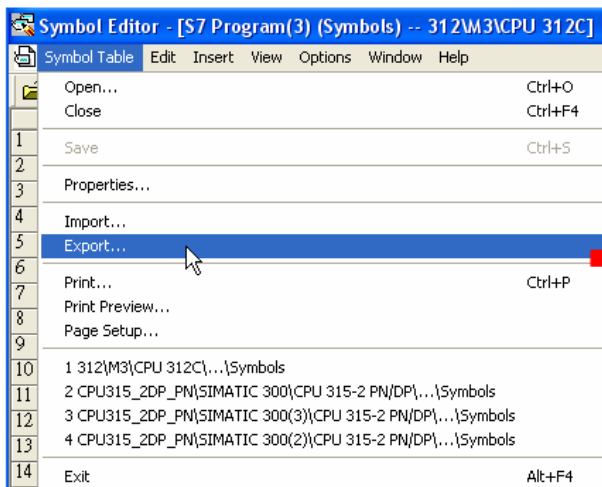 Symbol Editor - [S7 Program(3) (Symbols) -- 312\M3\CPU 312C]
Symbol Table Edit Insert View Options Window Help
Open... Ctrl+O
Close Ctrl+F4
1
Save Ctrl+S
2
Properties...
3
4
Import...
5
Export...
6
Print... Ctrl+P
7
Print Preview...
8
Page Setup...
9
10 1 312\M3\CPU 312C\...\Symbols
11 2 CPU315_2DP_PN\SIMATIC 300\CPU 315-2 PN/DP\...\Symbols
12 3 CPU315_2DP_PN\SIMATIC 300(3)\CPU 315-2 PN/DP\...\Symbols
13 4 CPU315_2DP_PN\SIMATIC 300(2)\CPU 315-2 PN/DP\...\Symbols
14 Exit Alt+F4